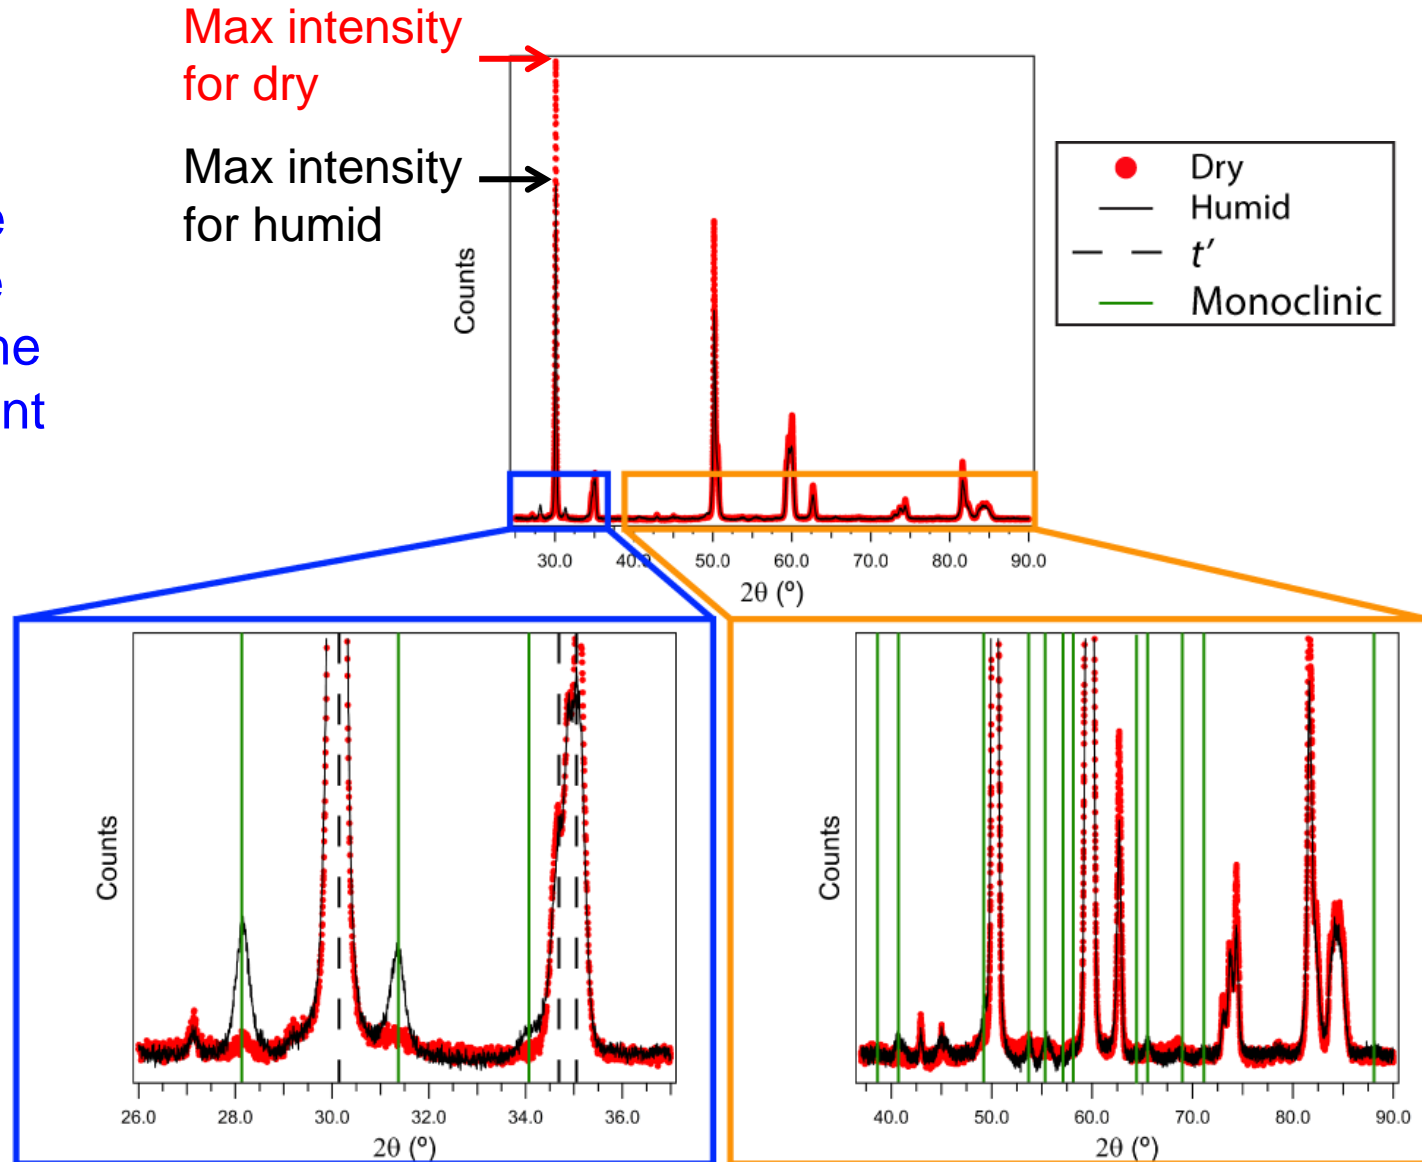 Max intensity
for dry
Max intensity
for humid
ne
nt
Dry
Humid
t′
Monoclinic
Counts
30.0 40.0 50.0 60.0 70.0 80.0 90.0
2θ (º)
Counts
26.0 28.0 30.0 32.0 34.0 36.0
2θ (º)
Counts
40.0 50.0 60.0 70.0 80.0 90.0
2θ (º)